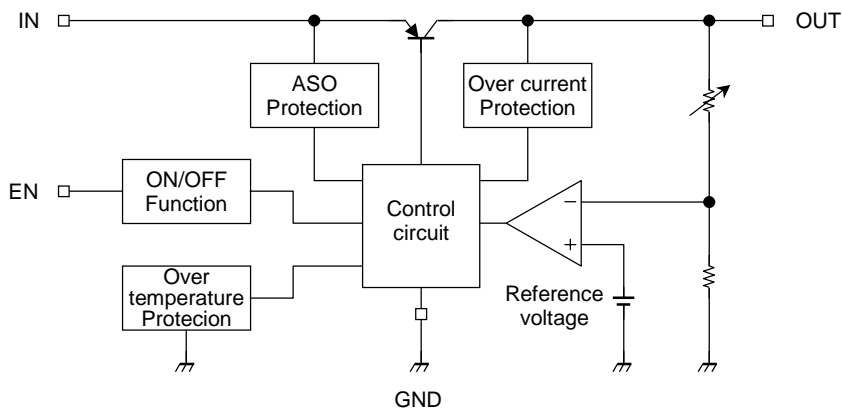 IN
OUT
ASO
Protection
Over current
Protection
EN
ON/OFF
Function
Control
circuit
−
+
Over
temperature
Protecion
Reference
voltage
GND